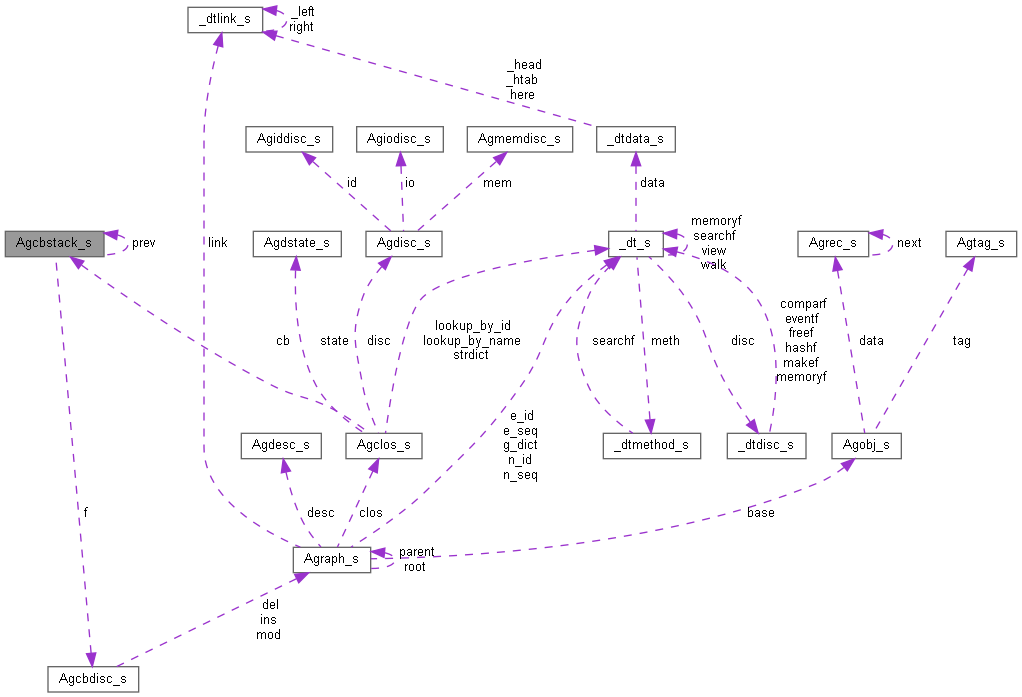 _dtlink_s
_left
right
_head
_htab
here
Agiddisc_s
Agiodisc_s
Agmemdisc_s
_dtdata_s
id
io
mem
data
Agcbstack_s
prev
link
Agdstate_s
Agdisc_s
_dt_s
memoryf
searchf
view
walk
Agrec_s
next
Agtag_s
cb
state
disc
lookup_by_id
lookup_by_name
strdict
searchf
meth
disc
comparf
eventf
freef
hashf
makef
memoryf
data
tag
Agdesc_s
Agclos_s
e_id
e_seq
g_dict
n_id
n_seq
_dtmethod_s
_dtdisc_s
Agobj_s
f
desc
clos
base
Agraph_s
parent
root
del
ins
mod
Agcbdisc_s